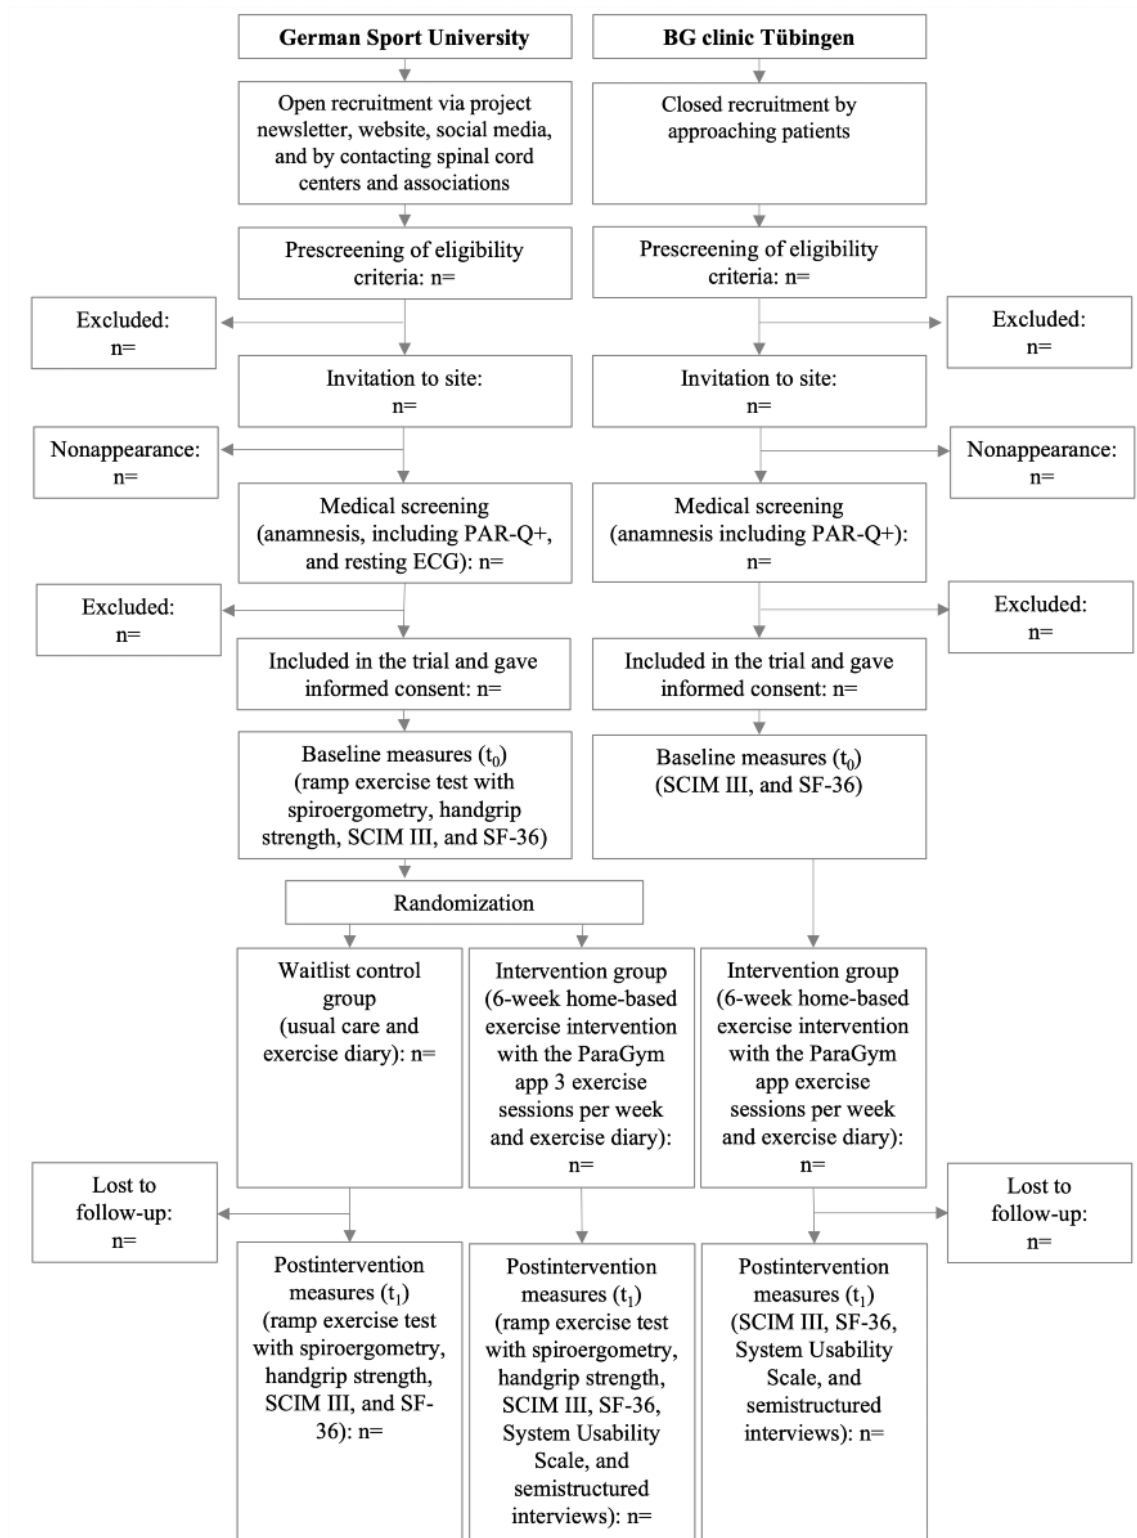 German Sport University
BG clinic Tübingen
Open recruitment via project
newsletter, website, social media,
and by contacting spinal cord
centers and associations
Closed recruitment by
approaching patients
Prescreening of eligibility
criteria: n=
Prescreening of eligibility
criteria: n=
Excluded:
n=
Excluded:
n=
Invitation to site:
n=
Invitation to site:
n=
Nonappearance:
n=
Nonappearance:
n=
Medical screening
(anamnesis, including PAR-Q+,
and resting ECG): n=
Medical screening
(anamnesis including PAR-Q+):
n=
Excluded:
n=
Excluded:
n=
Included in the trial and gave
informed consent: n=
Included in the trial and gave
informed consent: n=
Baseline measures (t0)
(ramp exercise test with
spiroergometry, handgrip
strength, SCIM III, and SF-36)
Baseline measures (t0)
(SCIM III, and SF-36)
Randomization
Waitlist control
group
(usual care and
exercise diary): n=
Intervention group
(6-week home-based
exercise intervention
with the ParaGym
app 3 exercise
sessions per week
and exercise diary):
n=
Intervention group
(6-week home-based
exercise intervention
with the ParaGym
app exercise
sessions per week
and exercise diary):
n=
Lost to
follow-up:
n=
Lost to
follow-up:
n=
Postintervention
measures (t1)
(ramp exercise test
with spiroergometry,
handgrip strength,
SCIM III, and SF-
36): n=
Postintervention
measures (t1)
(ramp exercise test
with spiroergometry,
handgrip strength,
SCIM III, SF-36,
System Usability
Scale, and
semistructured
interviews): n=
Postintervention
measures (t1)
(SCIM III, SF-36,
System Usability
Scale, and
semistructured
interviews): n=